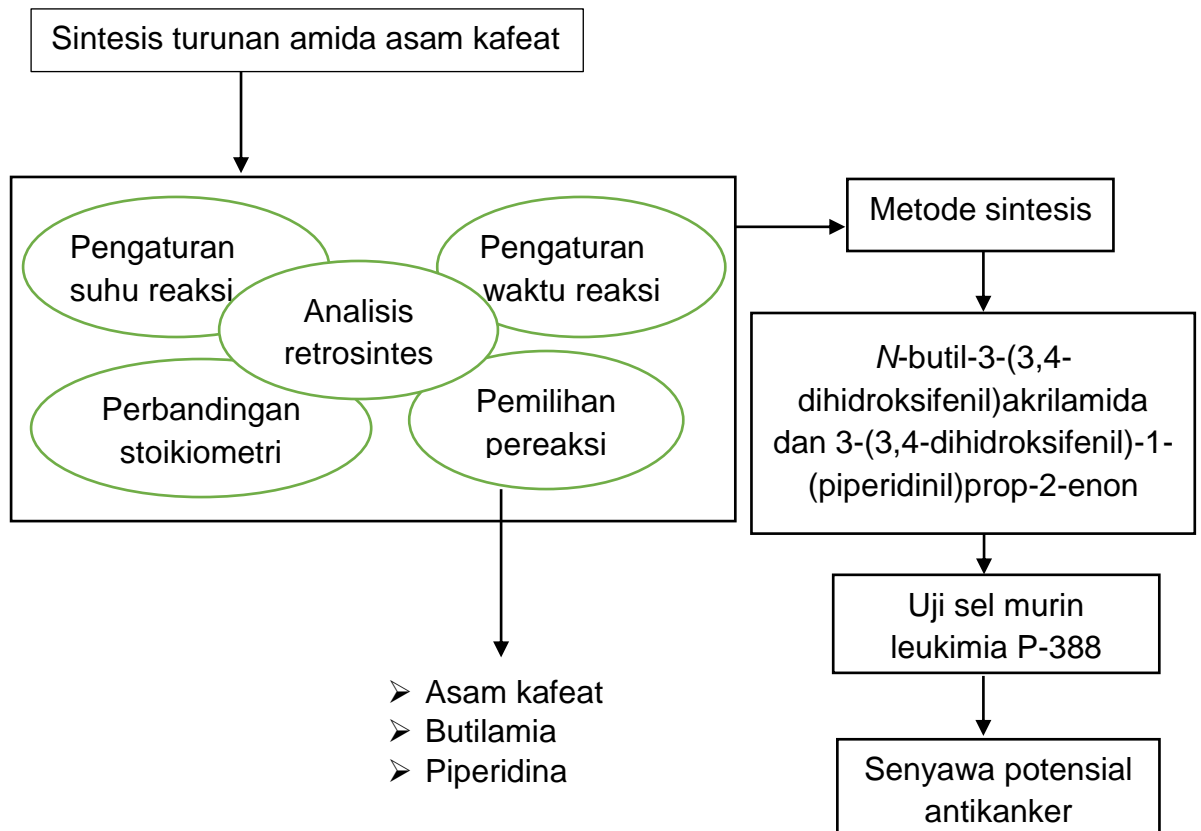 Sintesis turunan amida asam kafeat
Pengaturan
suhu reaksi
Pengaturan
waktu reaksi
Analisis
retrosintes
Perbandingan
stoikiometri
Pemilihan
pereaksi
➢ Asam kafeat
➢ Butilamia
➢ Piperidina
Metode sintesis
N-butil-3-(3,4-
dihidroksifenil)akrilamida
dan 3-(3,4-dihidroksifenil)-1-
(piperidinil)prop-2-enon
Uji sel murin
leukimia P-388
Senyawa potensial
antikanker